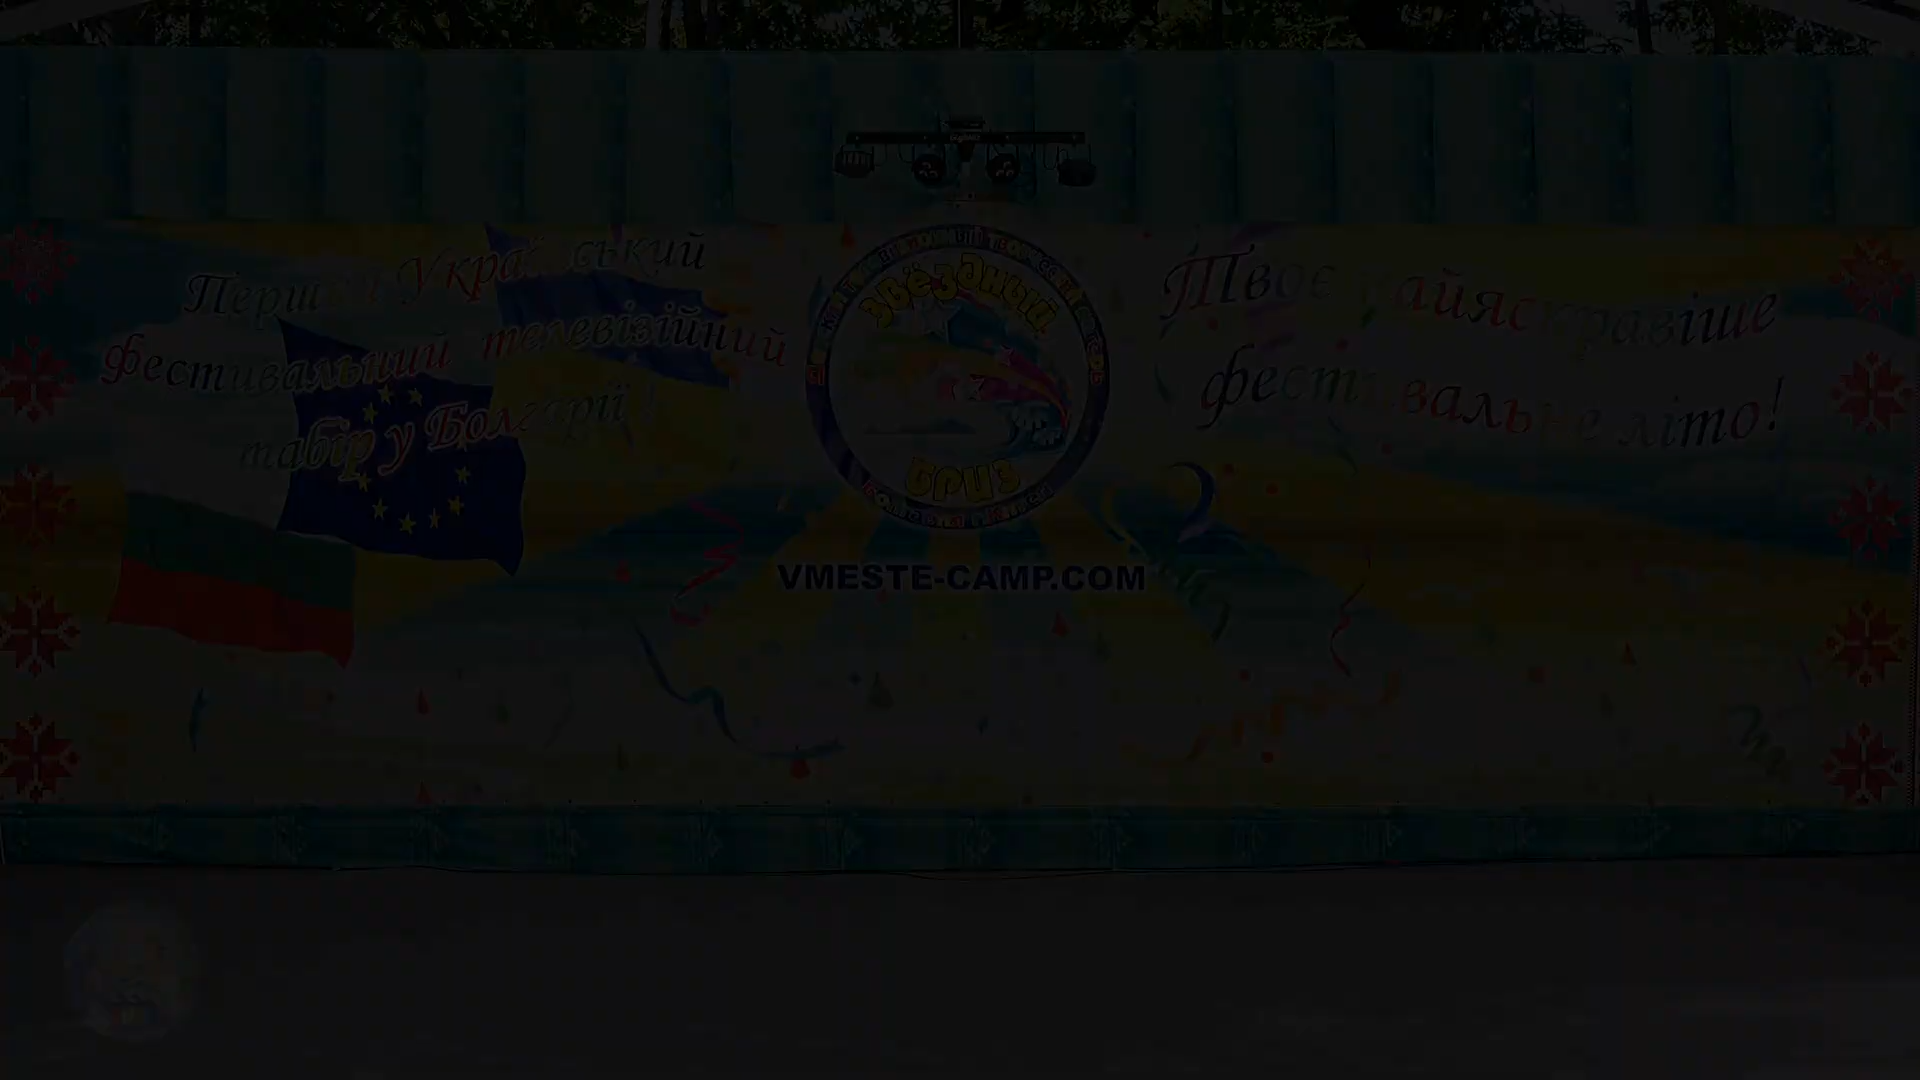 Перший Український
фестивальний телевізійний
табір у Болгарії
ЗВЁЗДНЫЙ
БРИЗ
VMESTE-CAMP.COM
Твоє найяскравіше
фестивальне літо!